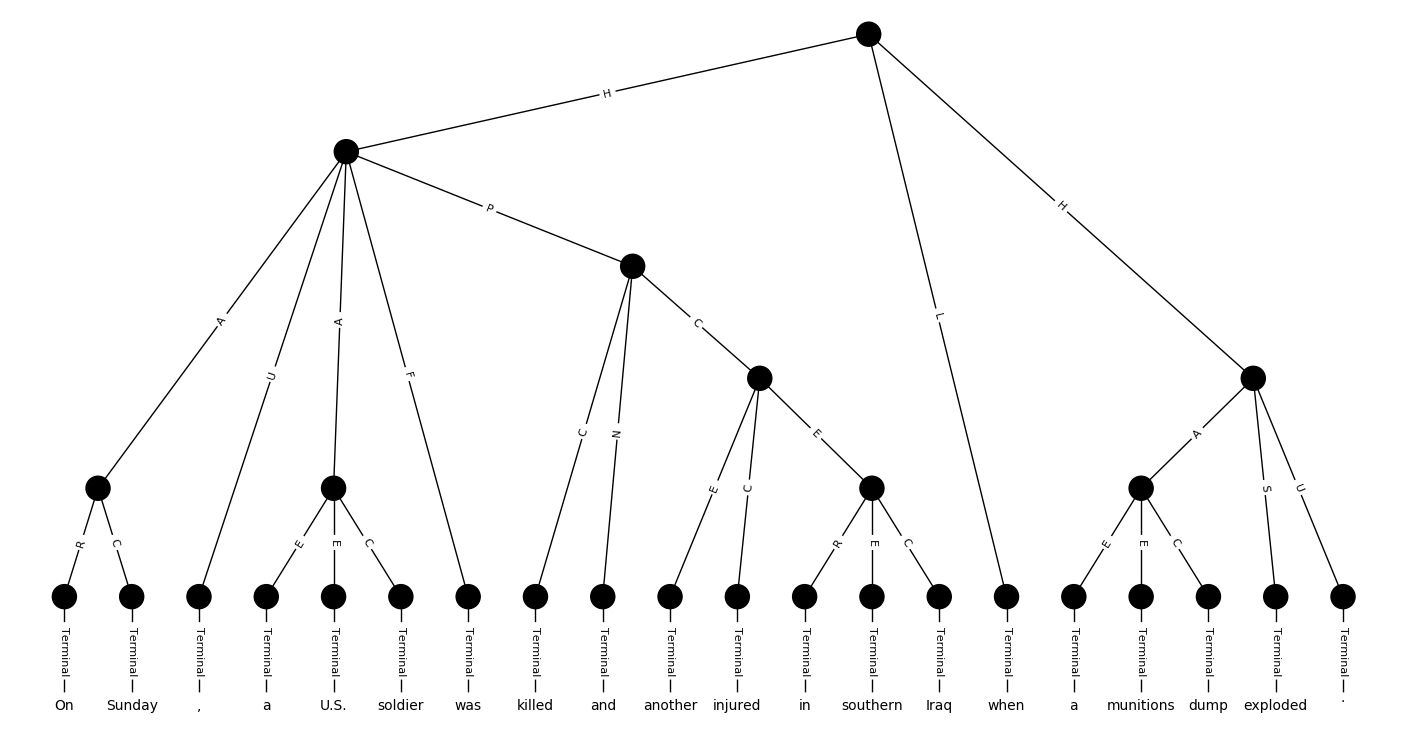 H
P
H
A
U
A
F
C
L
C
N
E
A
E
C
S
U
R
C
E
E
C
R
E
C
E
E
C
Terminal Terminal Terminal Terminal Terminal Terminal Terminal Terminal Terminal Terminal Terminal Terminal Terminal Terminal Terminal Terminal Terminal Terminal Terminal Terminal
On Sunday , a U.S. soldier was killed and another injured in southern Iraq when a munitions dump exploded .